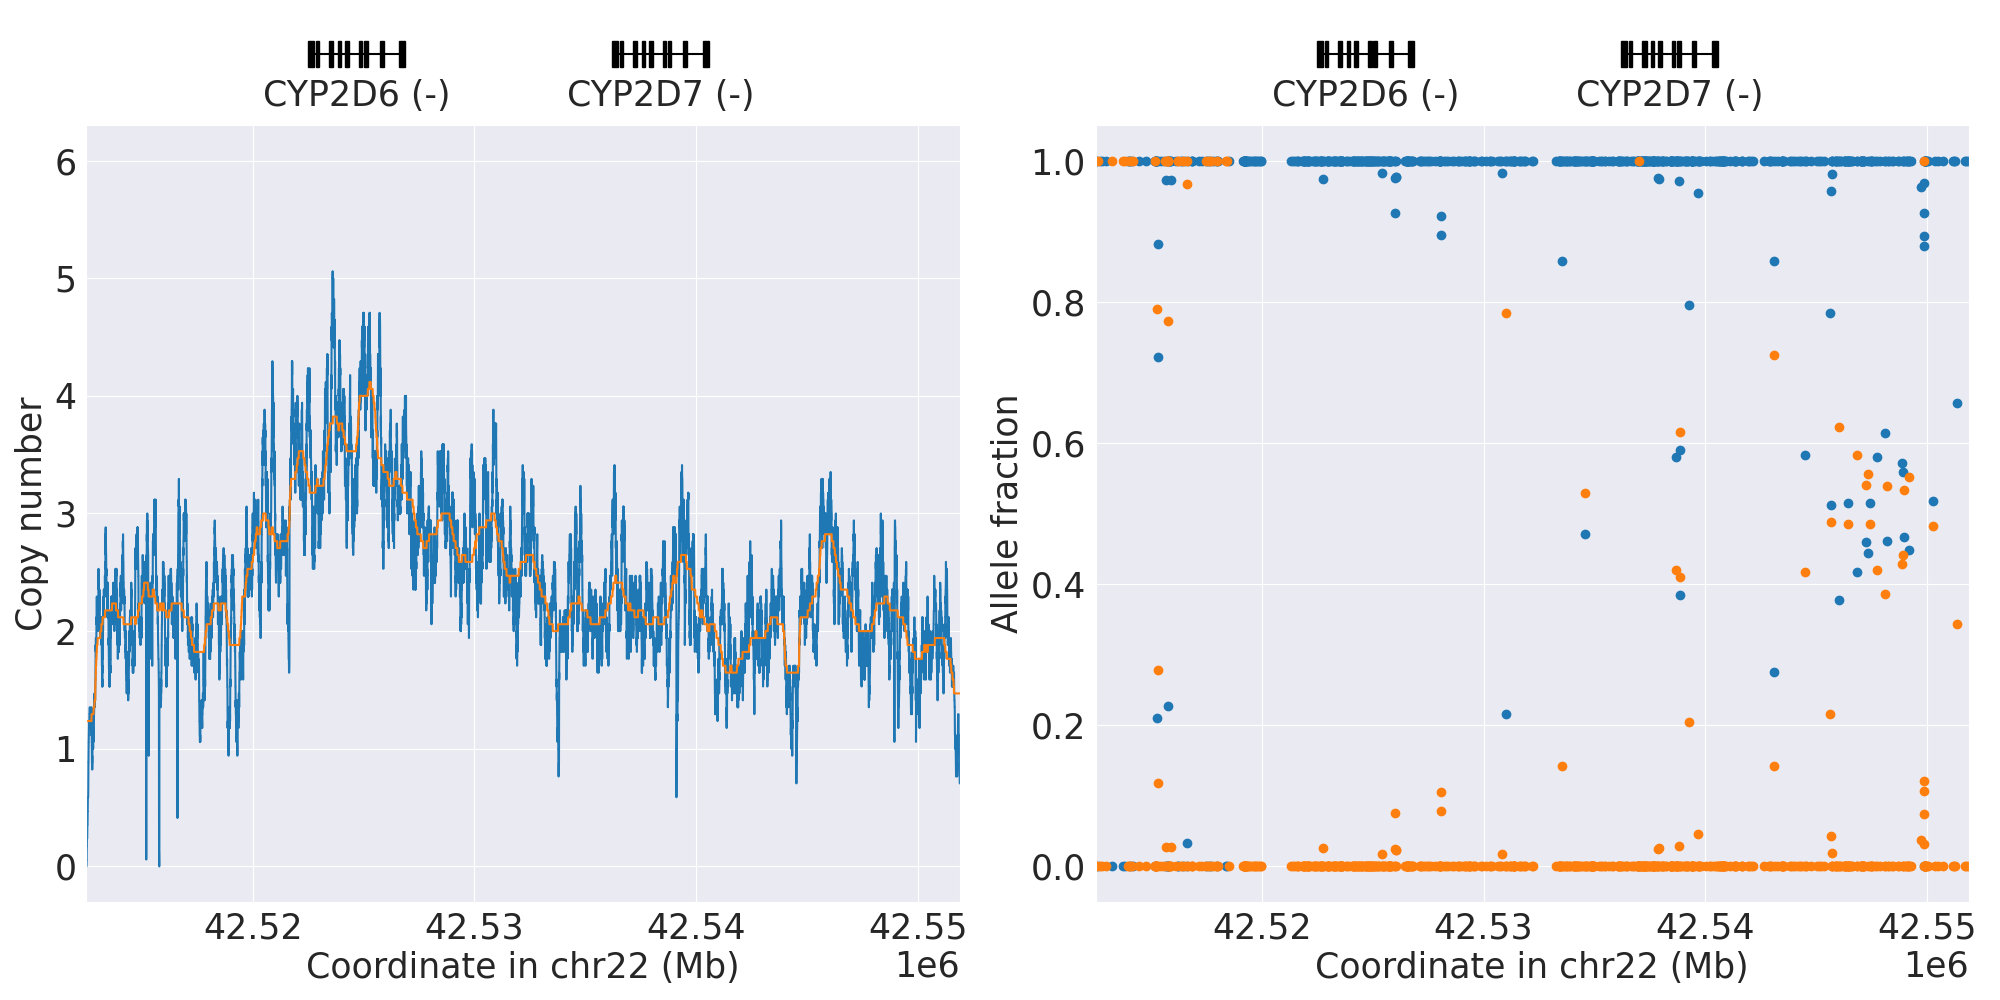 CYP2D6 (-) CYP2D7 (-)
6
5
4
3
2
1
0
Copy number
42.52 42.53 42.54 42.55
Coordinate in chr22 (Mb) 1e6
CYP2D6 (-) CYP2D7 (-)
1.0
0.8
0.6
0.4
0.2
0.0
Allele fraction
42.52 42.53 42.54 42.55
Coordinate in chr22 (Mb) 1e6